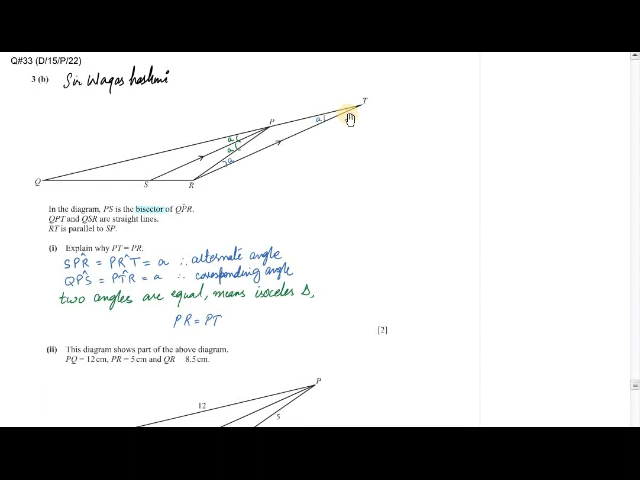 Q#33 (D/15/P/22)
3 (b) Sir Waqas hashmi
T
P
a
a
a
a
Q
S
R
In the diagram, PS is the bisector of QP̂R.
QPT and QSR are straight lines.
RT is parallel to SP.
(i) Explain why PT = PR.
SP̂R = PR̂T = a ∴ alternate angle
QP̂S = PT̂R = a ∴ corosponding angle
two angles are equal, means isoceles Δ,
PR = PT
[2]
(ii) This diagram shows part of the above diagram.
PQ = 12 cm, PR = 5 cm and QR 8.5 cm.
P
12
5